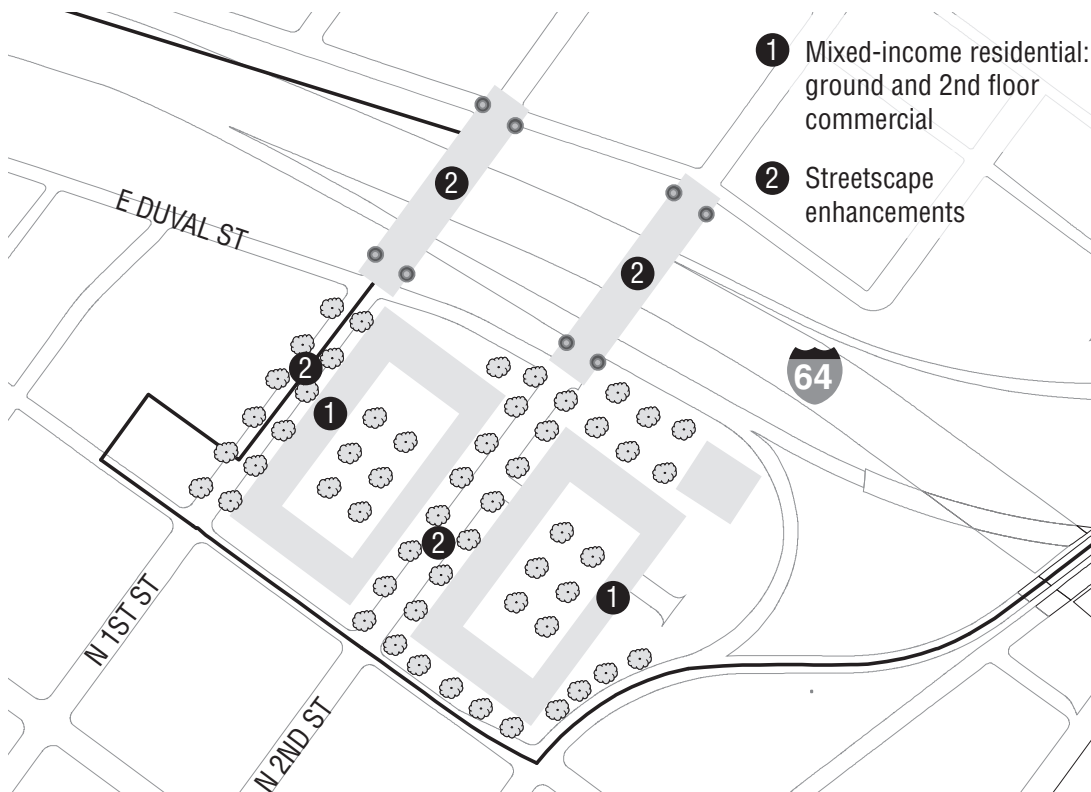 1 Mixed-income residential:
ground and 2nd floor
commercial
2 Streetscape
enhancements
2
E DUVAL ST
2
64
2
1
2
1
N 1ST ST
N 2ND ST